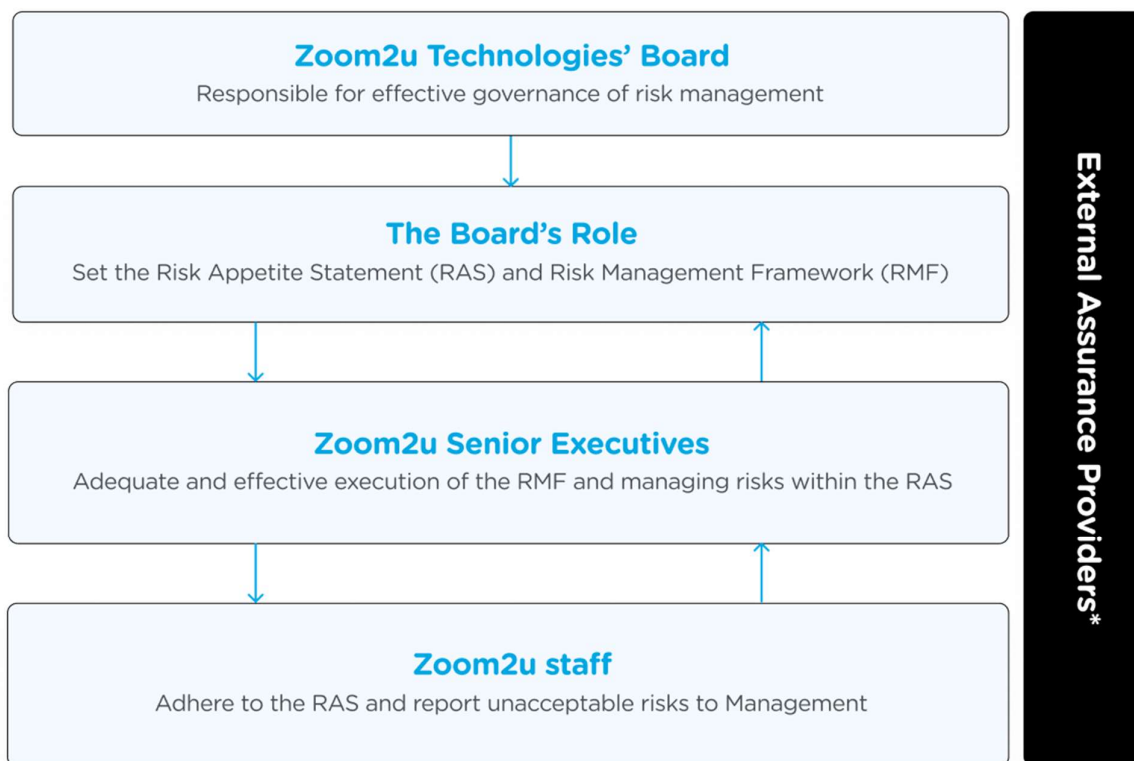 Zoom2u Technologies’ Board
Responsible for effective governance of risk management
The Board’s Role
Set the Risk Appetite Statement (RAS) and Risk Management Framework (RMF)
Zoom2u Senior Executives
Adequate and effective execution of the RMF and managing risks within the RAS
Zoom2u staff
Adhere to the RAS and report unacceptable risks to Management
External Assurance Providers*